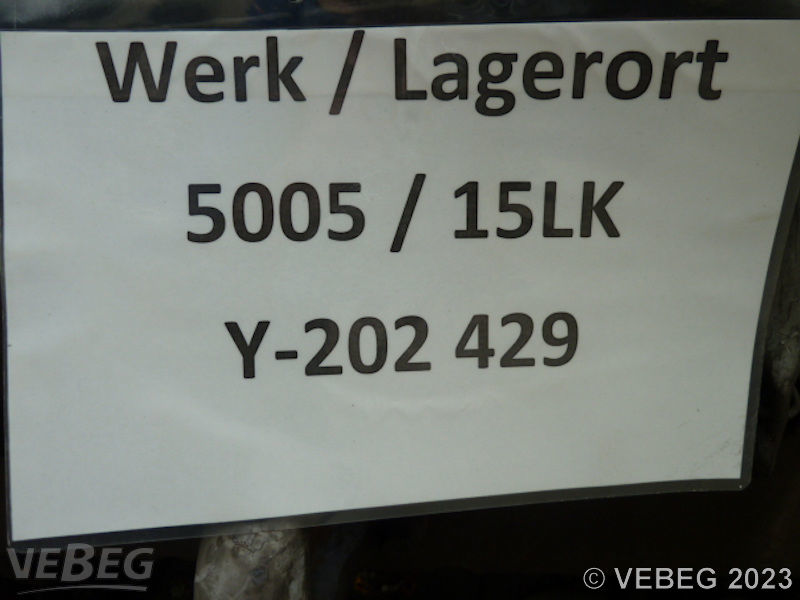 Werk / Lagerort
5005 / 15LK
Y-202 429
VEBEG
© VEBEG 2023